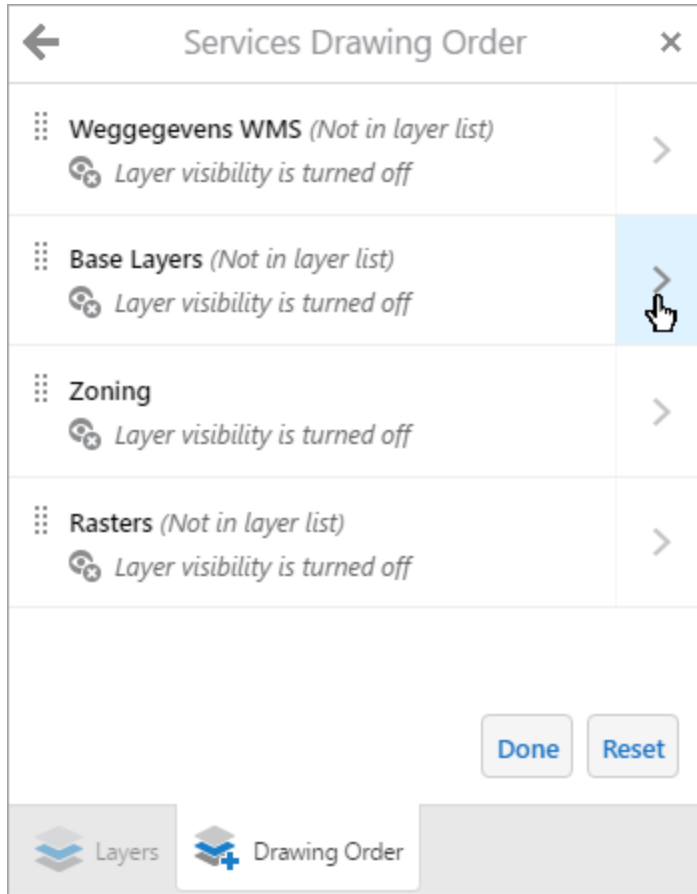 Services Drawing Order
Weggegevens WMS (Not in layer list)
Layer visibility is turned off
Base Layers (Not in layer list)
Layer visibility is turned off
Zoning
Layer visibility is turned off
Rasters (Not in layer list)
Layer visibility is turned off
Done Reset
Layers Drawing Order